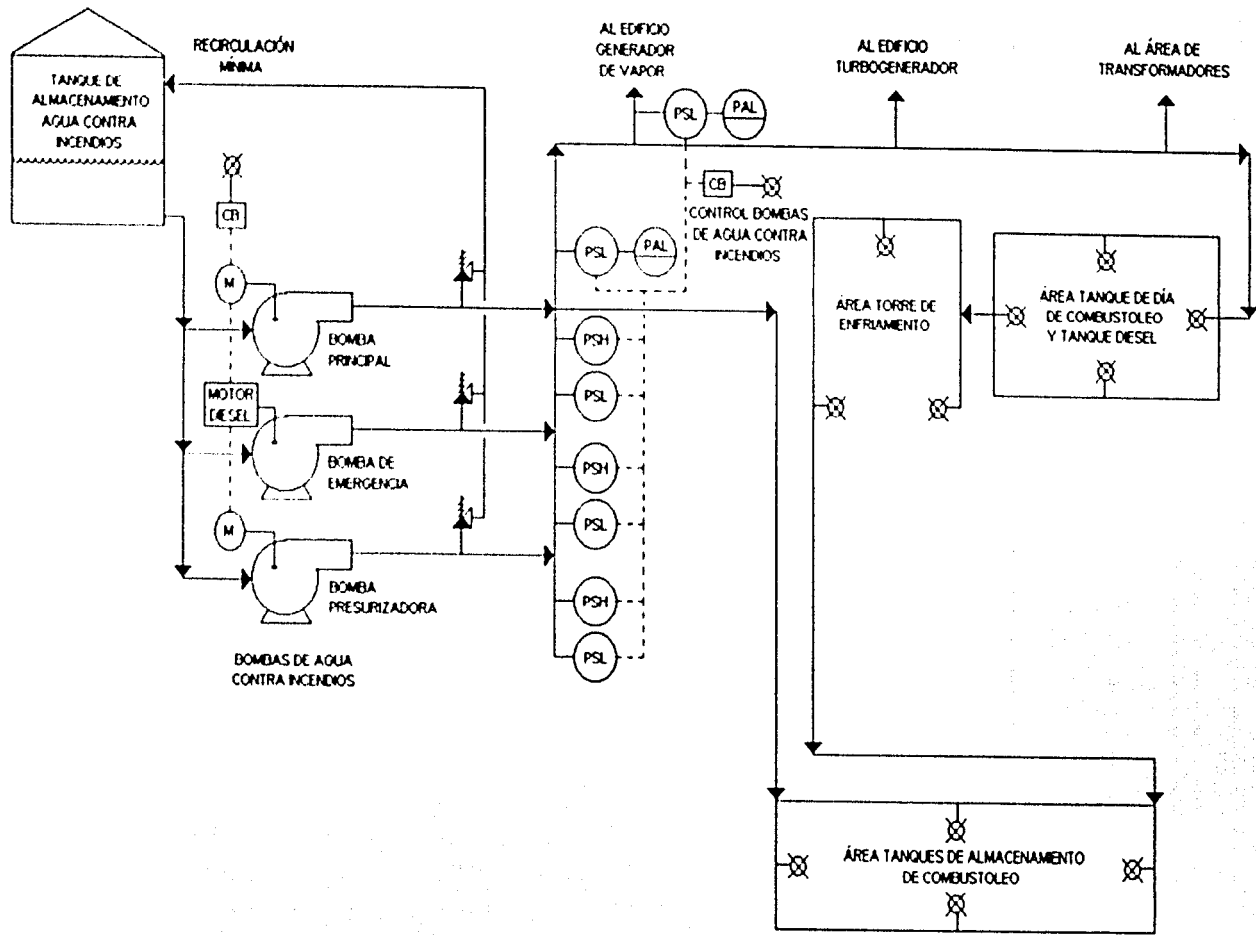 RECIRCULACIÓN
MÍNIMA
AL EDIFICIO
GENERADOR
DE VAPOR
AL EDIFICIO
TURBOGENERADOR
AL ÁREA DE
TRANSFORMADORES
TANQUE DE
ALMACENAMIENTO
AGUA CONTRA
INCENDIOS
PSL
PAL
CB
CB
CONTROL BOMBAS
DE AGUA CONTRA
INCENDIOS
PSL
PAL
M
BOMBA
PRINCIPAL
ÁREA TORRE DE
ENFRIAMIENTO
ÁREA TANQUE DE DÍA
DE COMBUSTOLEO
Y TANQUE DIESEL
PSH
PSL
MOTOR
DIESEL
BOMBA DE
EMERGENCIA
PSH
PSL
M
BOMBA
PRESURIZADORA
PSH
PSL
BOMBAS DE AGUA
CONTRA INCENDIOS
ÁREA TANQUES DE ALMACENAMIENTO
DE COMBUSTOLEO